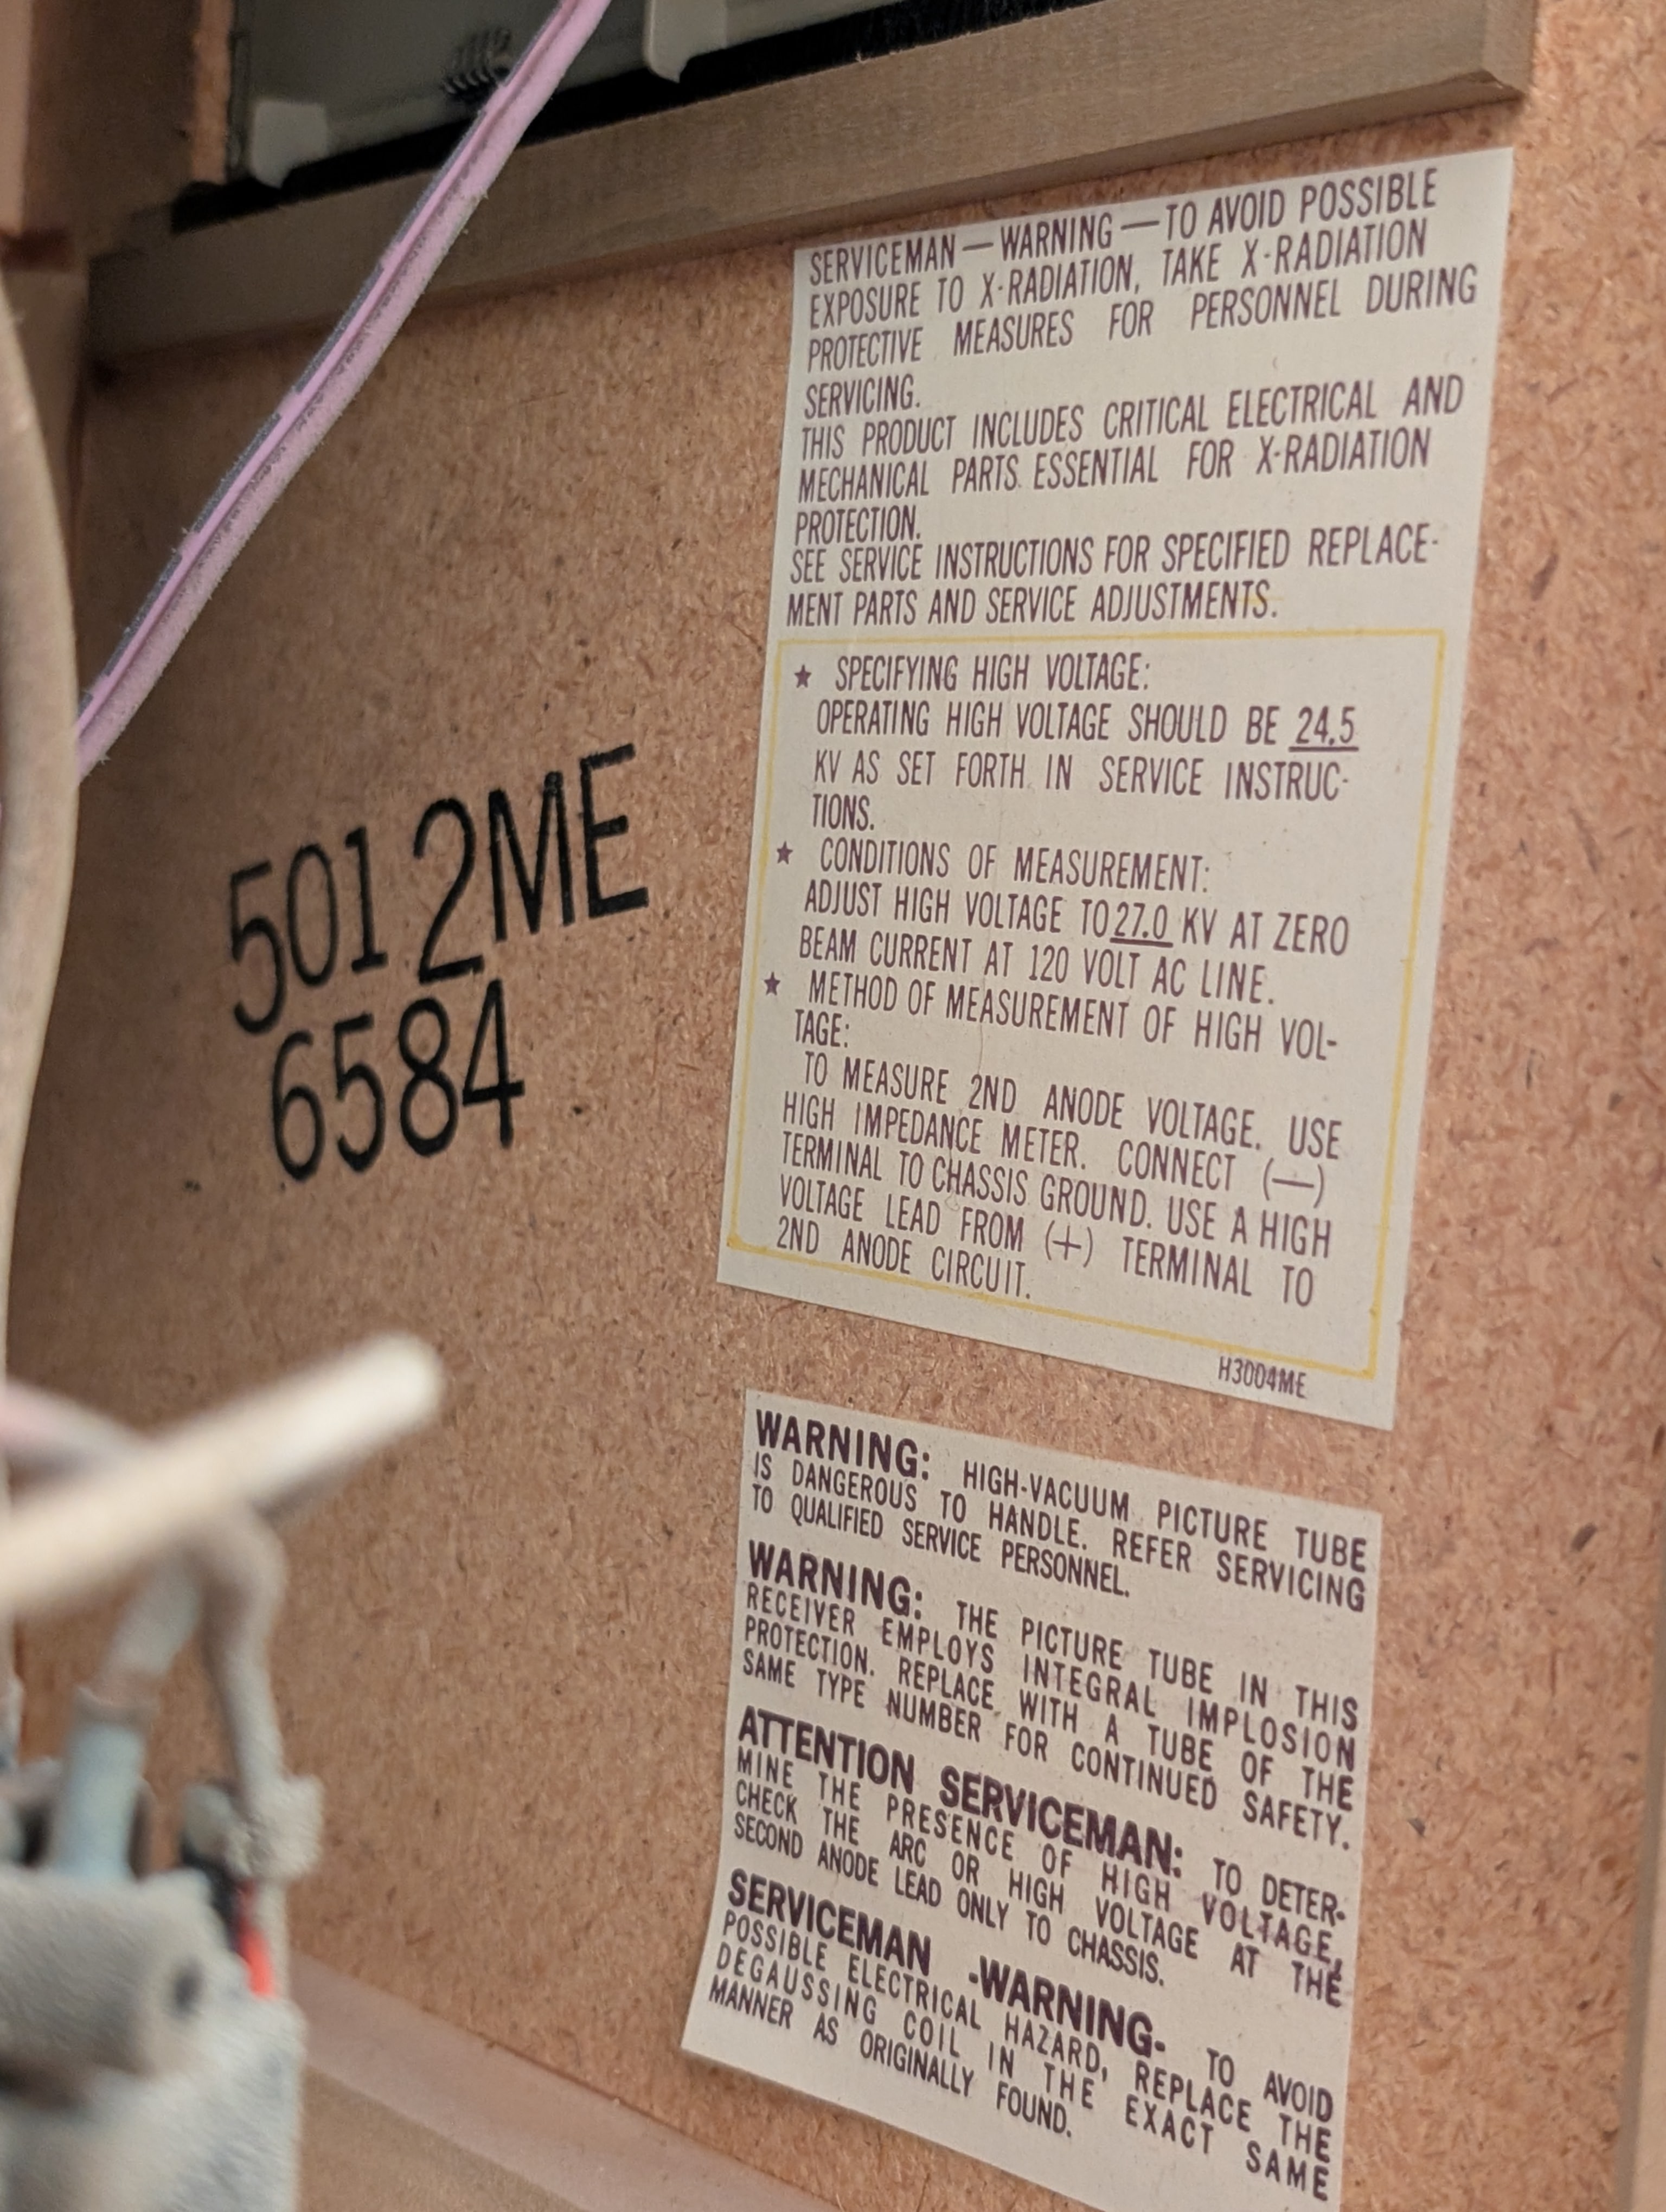 SERVICEMAN — WARNING — TO AVOID POSSIBLE
EXPOSURE TO X-RADIATION, TAKE X-RADIATION
PROTECTIVE MEASURES FOR PERSONNEL DURING
SERVICING.
THIS PRODUCT INCLUDES CRITICAL ELECTRICAL AND
MECHANICAL PARTS ESSENTIAL FOR X-RADIATION
PROTECTION.
SEE SERVICE INSTRUCTIONS FOR SPECIFIED REPLACE-
MENT PARTS AND SERVICE ADJUSTMENTS.
★ SPECIFYING HIGH VOLTAGE:
OPERATING HIGH VOLTAGE SHOULD BE 24.5
KV AS SET FORTH IN SERVICE INSTRUC-
TIONS.
★ CONDITIONS OF MEASUREMENT:
ADJUST HIGH VOLTAGE TO 27.0 KV AT ZERO
BEAM CURRENT AT 120 VOLT AC LINE.
★ METHOD OF MEASUREMENT OF HIGH VOL-
TAGE:
TO MEASURE 2ND ANODE VOLTAGE. USE
HIGH IMPEDANCE METER. CONNECT (—)
TERMINAL TO CHASSIS GROUND. USE A HIGH
VOLTAGE LEAD FROM (+) TERMINAL TO
2ND ANODE CIRCUIT.
H3004ME
5012ME
6584
WARNING: HIGH-VACUUM PICTURE TUBE
IS DANGEROUS TO HANDLE. REFER SERVICING
TO QUALIFIED SERVICE PERSONNEL.
WARNING: THE PICTURE TUBE IN THIS
RECEIVER EMPLOYS INTEGRAL IMPLOSION
PROTECTION. REPLACE WITH A TUBE OF THE
SAME TYPE NUMBER FOR CONTINUED SAFETY.
ATTENTION SERVICEMAN: TO DETER-
MINE THE PRESENCE OF HIGH VOLTAGE,
CHECK THE ARC OR HIGH VOLTAGE AT THE
SECOND ANODE LEAD ONLY TO CHASSIS.
SERVICEMAN -WARNING- TO AVOID
POSSIBLE ELECTRICAL HAZARD, REPLACE THE
DEGAUSSING COIL IN THE EXACT SAME
MANNER AS ORIGINALLY FOUND.